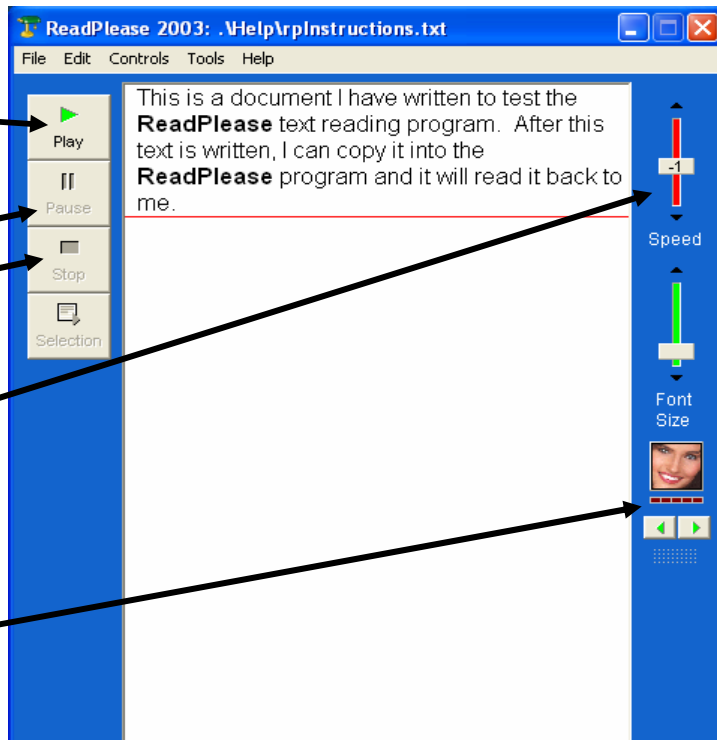 ReadPlease 2003: .\Help\rpInstructions.txt
File Edit Controls Tools Help
Play
Pause
Stop
Selection
This is a document I have written to test the
ReadPlease text reading program. After this
text is written, I can copy it into the
ReadPlease program and it will read it back to
me.
-1
Speed
Font
Size